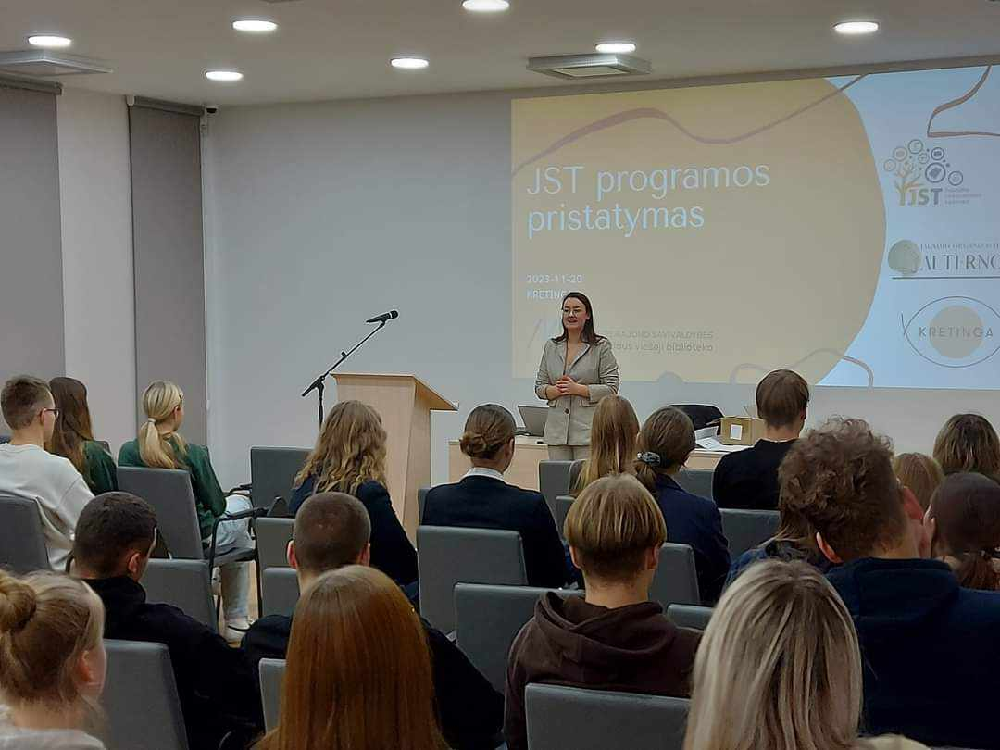 JST programos
pristatymas
2023-11-20
KRETING
RAJONO SAVIVALDYBĖS
viešoji biblioteka
JST
ALTERNO
KRETINGA